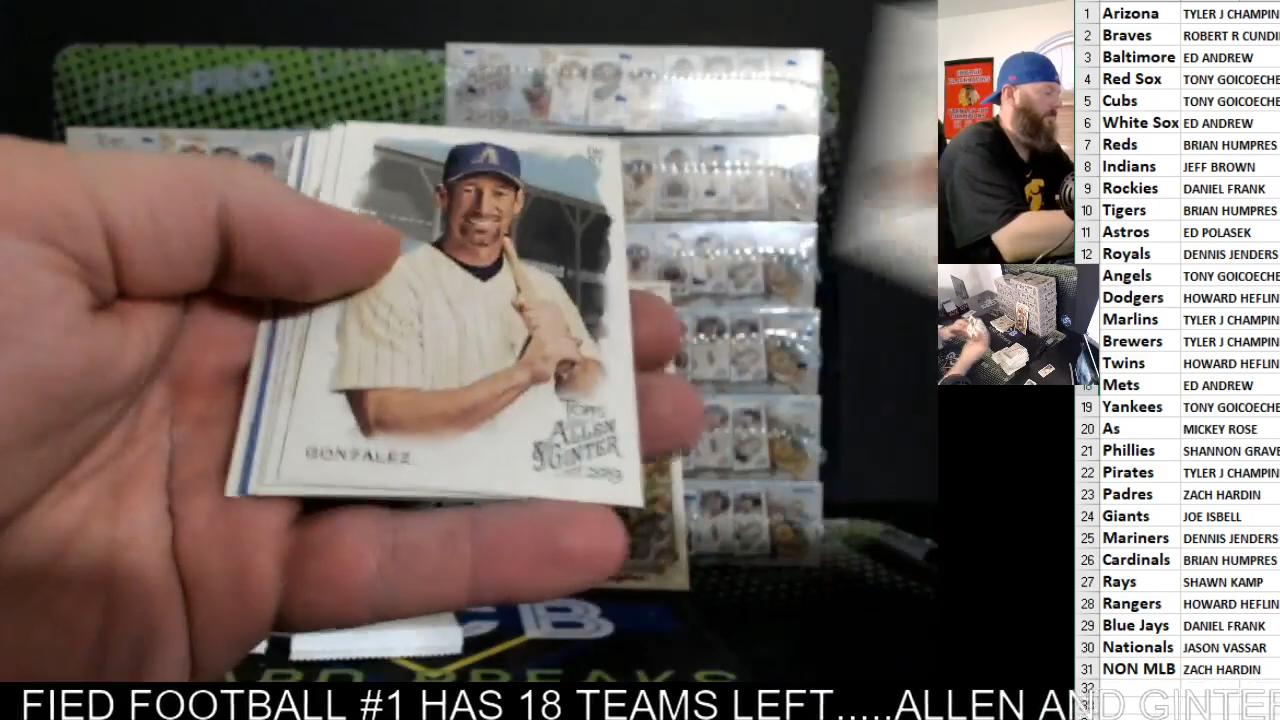 GONZALEZ
TOPPS
ALLEN
& GINTER
CB
1 Arizona TYLER J CHAMPIN
2 Braves ROBERT R CUNDI
3 Baltimore ED ANDREW
4 Red Sox TONY GOICOECHE
5 Cubs TONY GOICOECHE
6 White Sox ED ANDREW
7 Reds BRIAN HUMPRES
8 Indians JEFF BROWN
9 Rockies DANIEL FRANK
10 Tigers BRIAN HUMPRES
11 Astros ED POLASEK
12 Royals DENNIS JENDERS
Angels TONY GOICOECHE
Dodgers HOWARD HEFLIN
Marlins TYLER J CHAMPIN
Brewers TYLER J CHAMPIN
Twins HOWARD HEFLIN
Mets ED ANDREW
19 Yankees TONY GOICOECHE
20 As MICKEY ROSE
21 Phillies SHANNON GRAVE
22 Pirates TYLER J CHAMPIN
23 Padres ZACH HARDIN
24 Giants JOE ISBELL
25 Mariners DENNIS JENDERS
26 Cardinals BRIAN HUMPRES
27 Rays SHAWN KAMP
28 Rangers HOWARD HEFLIN
29 Blue Jays DANIEL FRANK
30 Nationals JASON VASSAR
31 NON MLB ZACH HARDIN
32
FIED FOOTBALL #1 HAS 18 TEAMS LEFT.....ALLEN AND GINTE